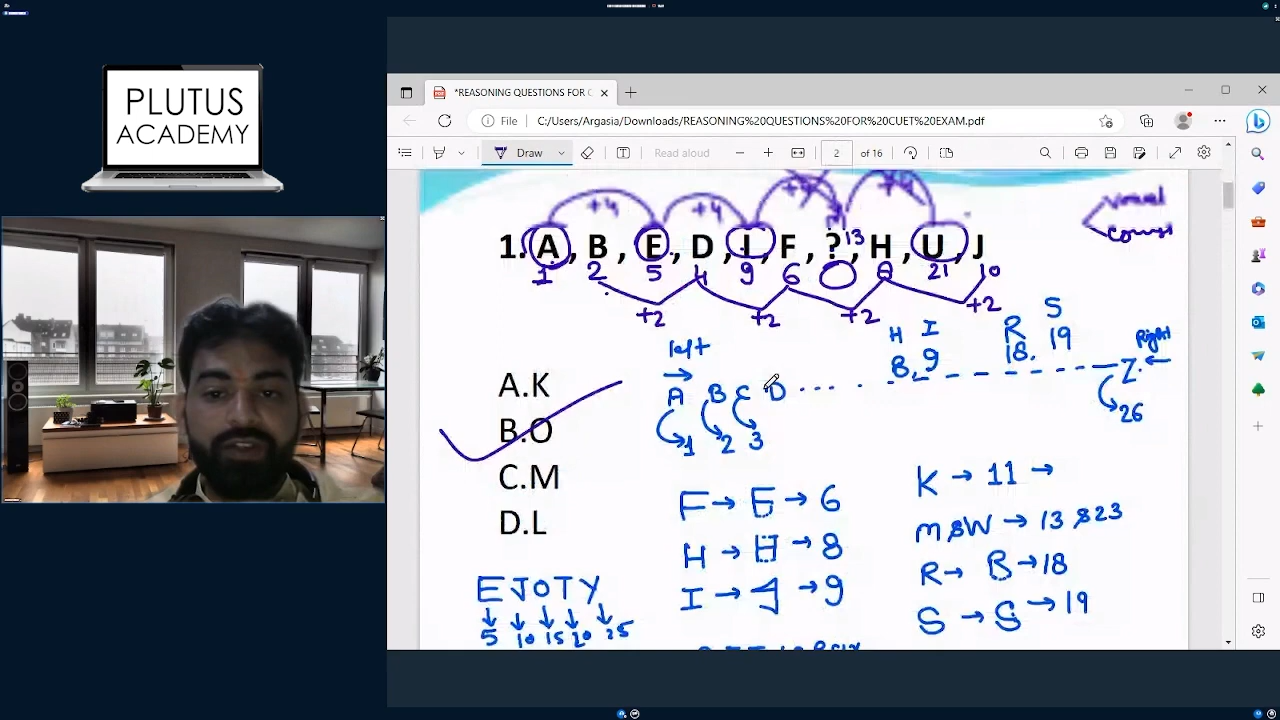 PLUTUS
ACADEMY
*REASONING QUESTIONS FOR C
File C:/Users/Argasia/Downloads/REASONING%20QUESTIONS%20FOR%20CUET%20EXAM.pdf
Draw Read aloud 2 of 16
+4 +4
vowel
1. A, B, E, D, I, F, ?, H, U, J
13
1 2 5 4 9 6 8 21 10
+2 +2 +2 +2
left
H I R S Right
8, 9 18, 19
A B C D .... Z
1 2 3 26
A.K
B.O
C.M
D.L
F → E → 6
H → H → 8
I → → 9
K → 11 →
M & W → 13 & 23
R → B → 18
S → S → 19
EJOTY
5 10 15 20 25